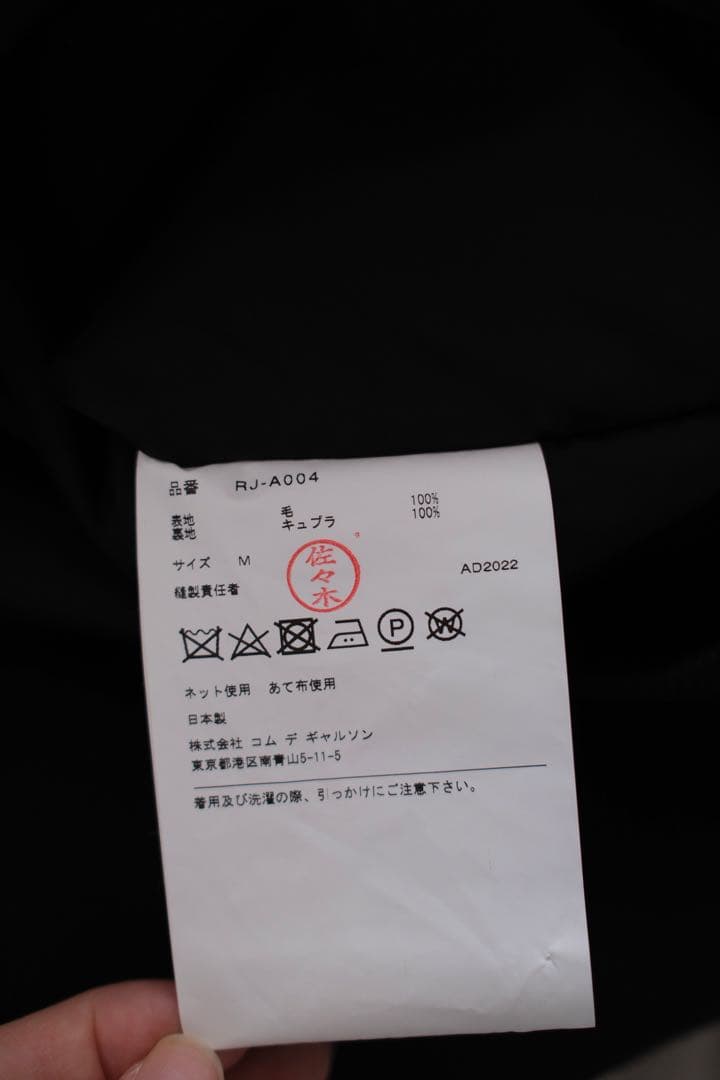 品番 RJ-A004
表地 毛 100%
裏地 キュプラ 100%
サイズ M
AD2022
縫製責任者 佐々木
P W
ネット使用 あて布使用
日本製
株式会社 コム デ ギャルソン
東京都港区南青山5-11-5
着用及び洗濯の際、引っかけにご注意下さい。